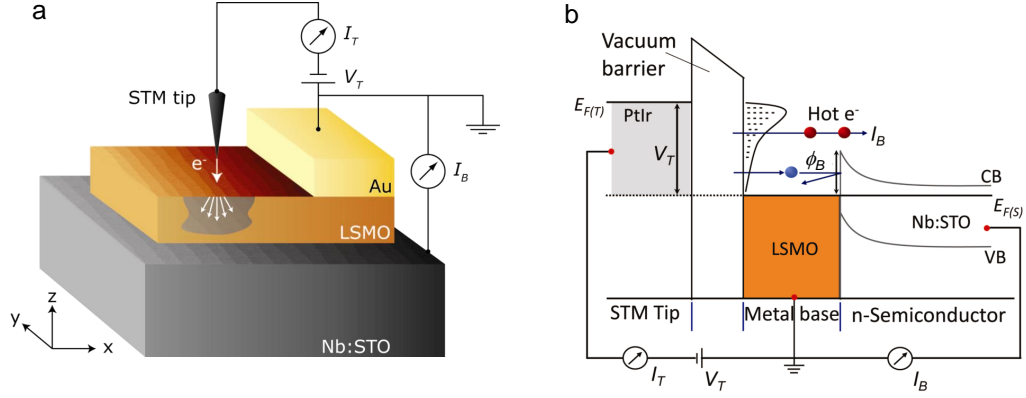 a
I_T
V_T
STM tip
e⁻
Au
I_B
LSMO
Nb:STO
z
y
x
b
Vacuum
barrier
E_F(T)
PtIr
Hot e⁻
I_B
V_T
ϕ_B
CB
E_F(S)
Nb:STO
LSMO
VB
STM Tip
Metal base
n-Semiconductor
I_T
V_T
I_B